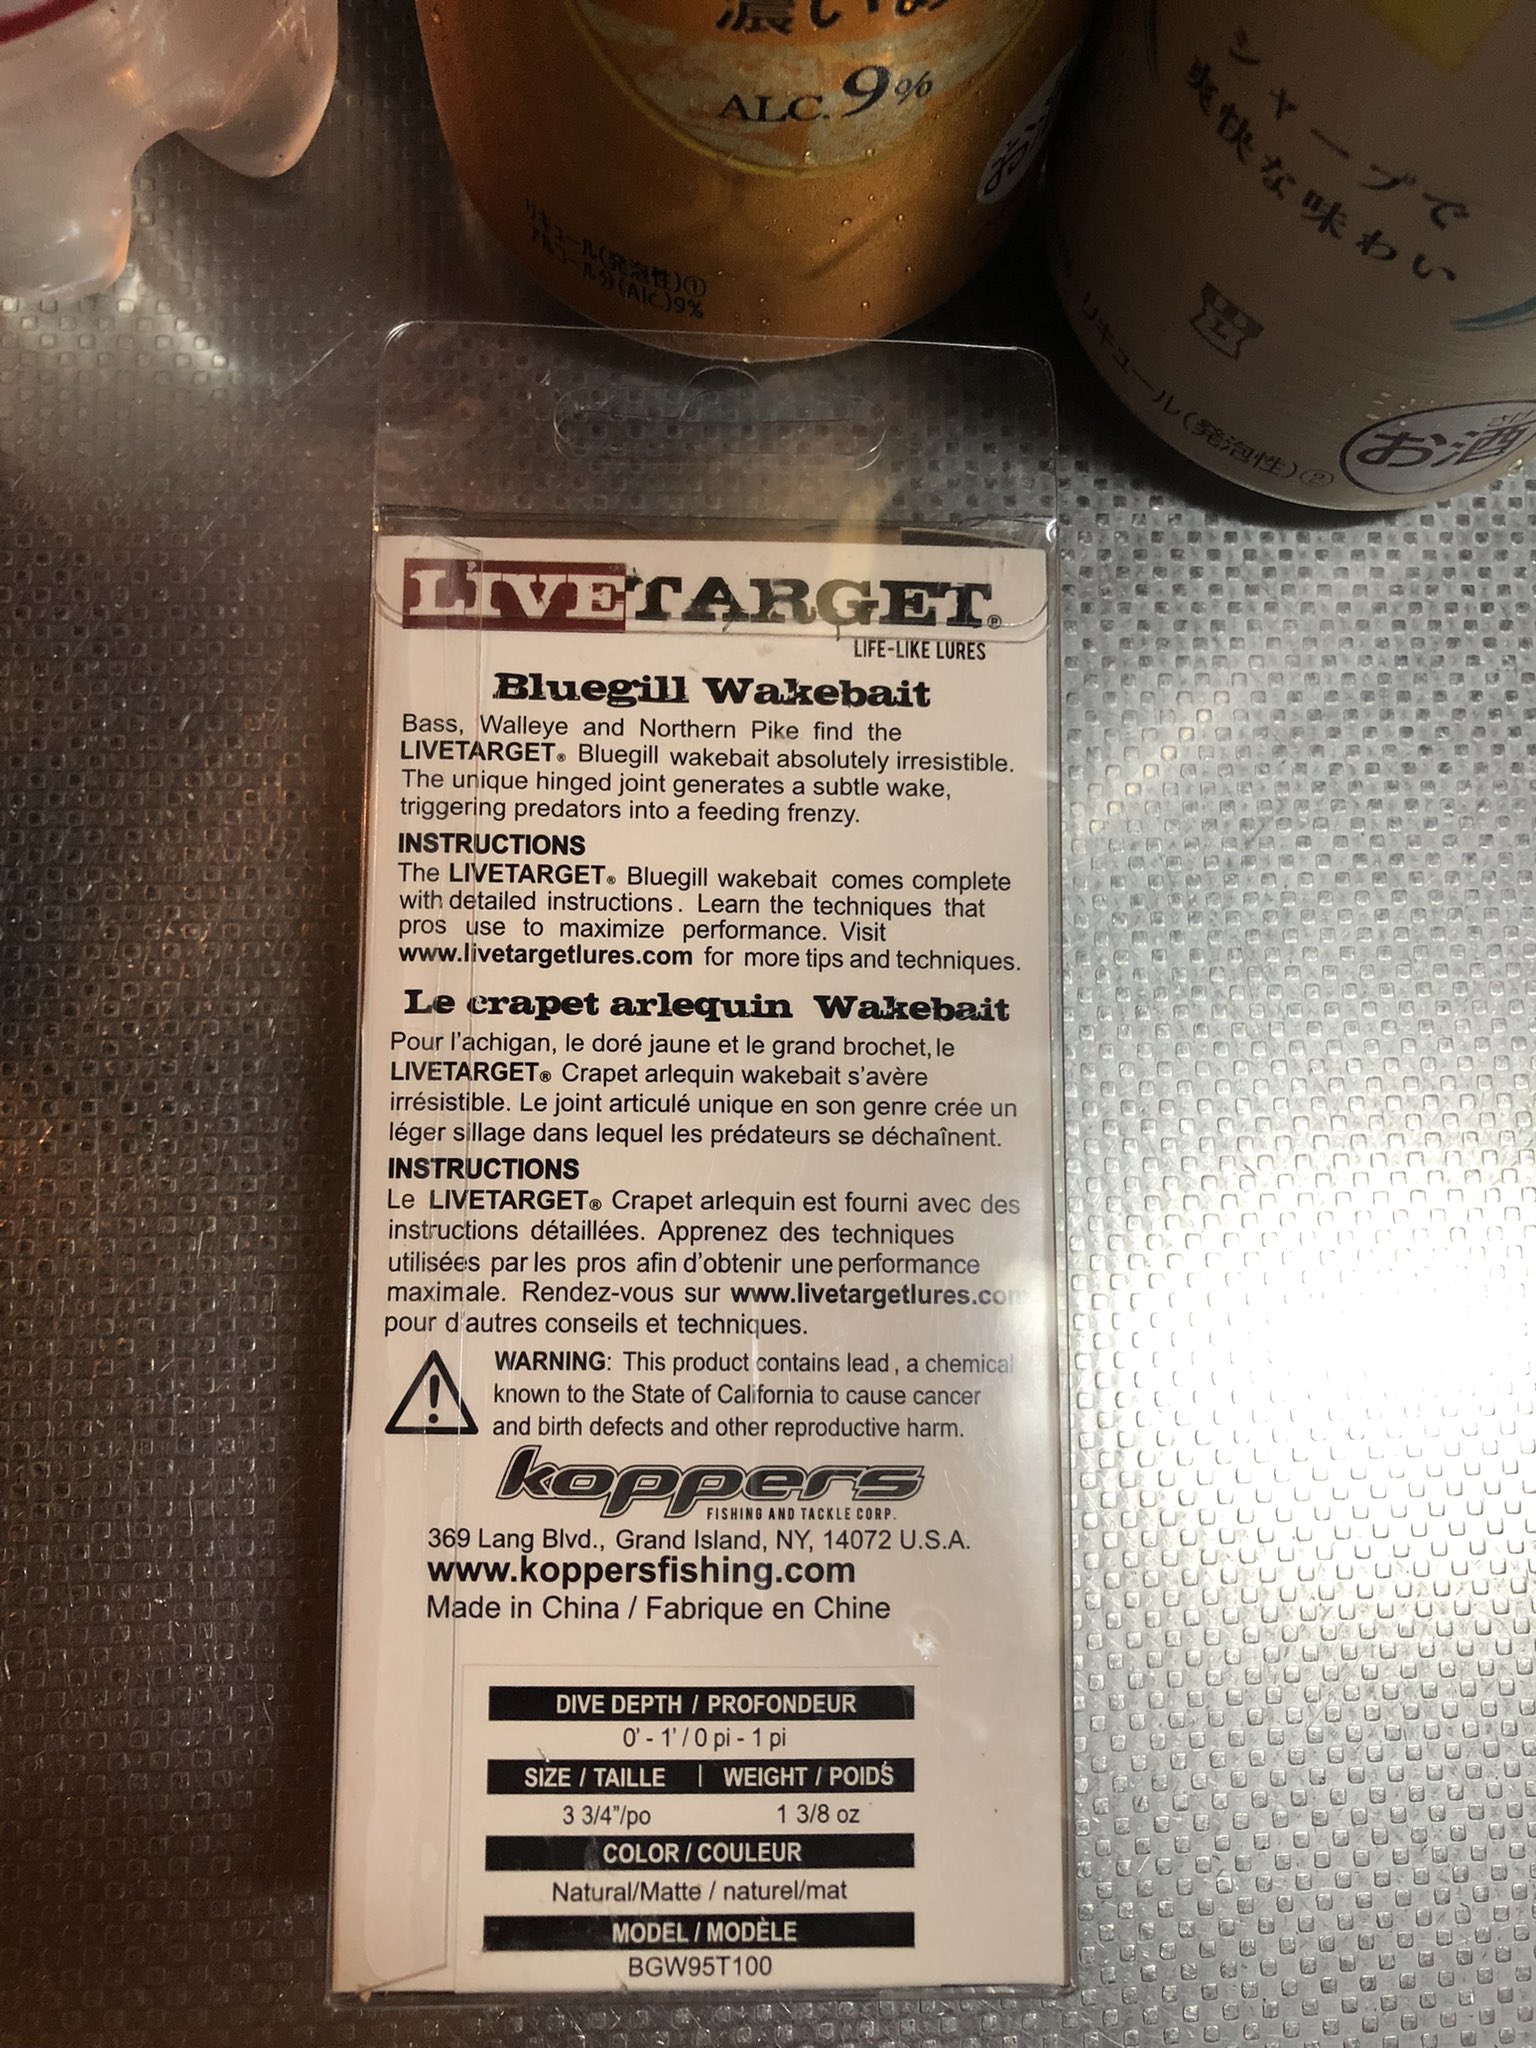 濃い
ALC. 9%
リキュール(発泡性)①
アルコール分(Alc.)9%
シャープで
爽快な味わい
リキュール(発泡性)②
お酒
LIVETARGET®
LIFE-LIKE LURES
Bluegill Wakebait
Bass, Walleye and Northern Pike find the
LIVETARGET® Bluegill wakebait absolutely irresistible.
The unique hinged joint generates a subtle wake,
triggering predators into a feeding frenzy.
INSTRUCTIONS
The LIVETARGET® Bluegill wakebait comes complete
with detailed instructions. Learn the techniques that
pros use to maximize performance. Visit
www.livetargetlures.com for more tips and techniques.
Le crapet arlequin Wakebait
Pour l'achigan, le doré jaune et le grand brochet, le
LIVETARGET® Crapet arlequin wakebait s'avère
irrésistible. Le joint articulé unique en son genre crée un
léger sillage dans lequel les prédateurs se déchaînent.
INSTRUCTIONS
Le LIVETARGET® Crapet arlequin est fourni avec des
instructions détaillées. Apprenez des techniques
utilisées par les pros afin d'obtenir une performance
maximale. Rendez-vous sur www.livetargetlures.com
pour d'autres conseils et techniques.
WARNING: This product contains lead, a chemical
known to the State of California to cause cancer
and birth defects and other reproductive harm.
koppers
FISHING AND TACKLE CORP.
369 Lang Blvd., Grand Island, NY, 14072 U.S.A.
www.koppersfishing.com
Made in China / Fabrique en Chine
DIVE DEPTH / PROFONDEUR
0' - 1' / 0 pi - 1 pi
SIZE / TAILLE | WEIGHT / POIDS
3 3/4"/po 1 3/8 oz
COLOR / COULEUR
Natural/Matte / naturel/mat
MODEL / MODÈLE
BGW95T100